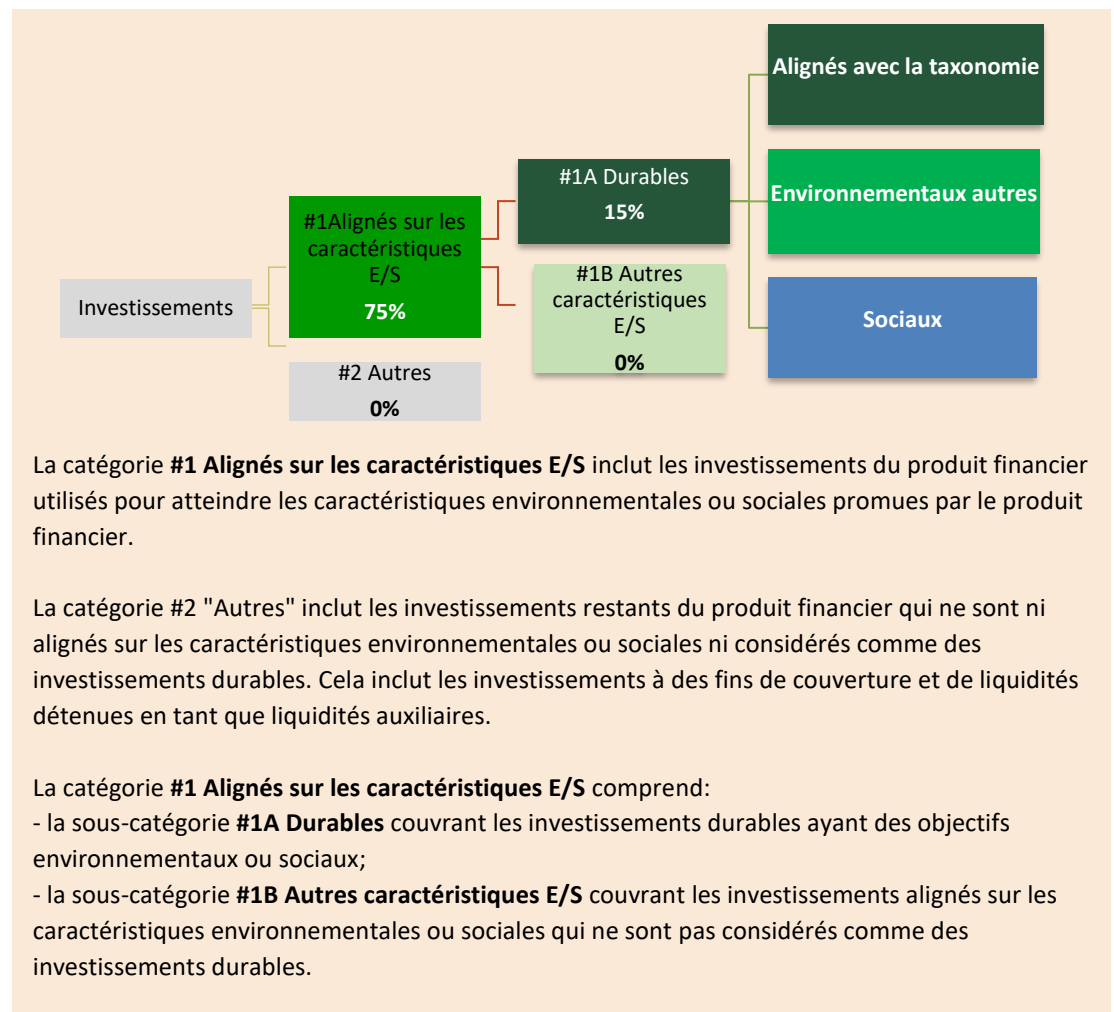 Investissements
#1Alignés sur les
caractéristiques
E/S
75%
#2 Autres
0%
#1A Durables
15%
#1B Autres
caractéristiques
E/S
0%
Alignés avec la taxonomie
Environnementaux autres
Sociaux
La catégorie #1 Alignés sur les caractéristiques E/S inclut les investissements du produit financier
utilisés pour atteindre les caractéristiques environnementales ou sociales promues par le produit
financier.
La catégorie #2 "Autres" inclut les investissements restants du produit financier qui ne sont ni
alignés sur les caractéristiques environnementales ou sociales ni considérés comme des
investissements durables. Cela inclut les investissements à des fins de couverture et de liquidités
détenues en tant que liquidités auxiliaires.
La catégorie #1 Alignés sur les caractéristiques E/S comprend:
- la sous-catégorie #1A Durables couvrant les investissements durables ayant des objectifs
environnementaux ou sociaux;
- la sous-catégorie #1B Autres caractéristiques E/S couvrant les investissements alignés sur les
caractéristiques environnementales ou sociales qui ne sont pas considérés comme des
investissements durables.